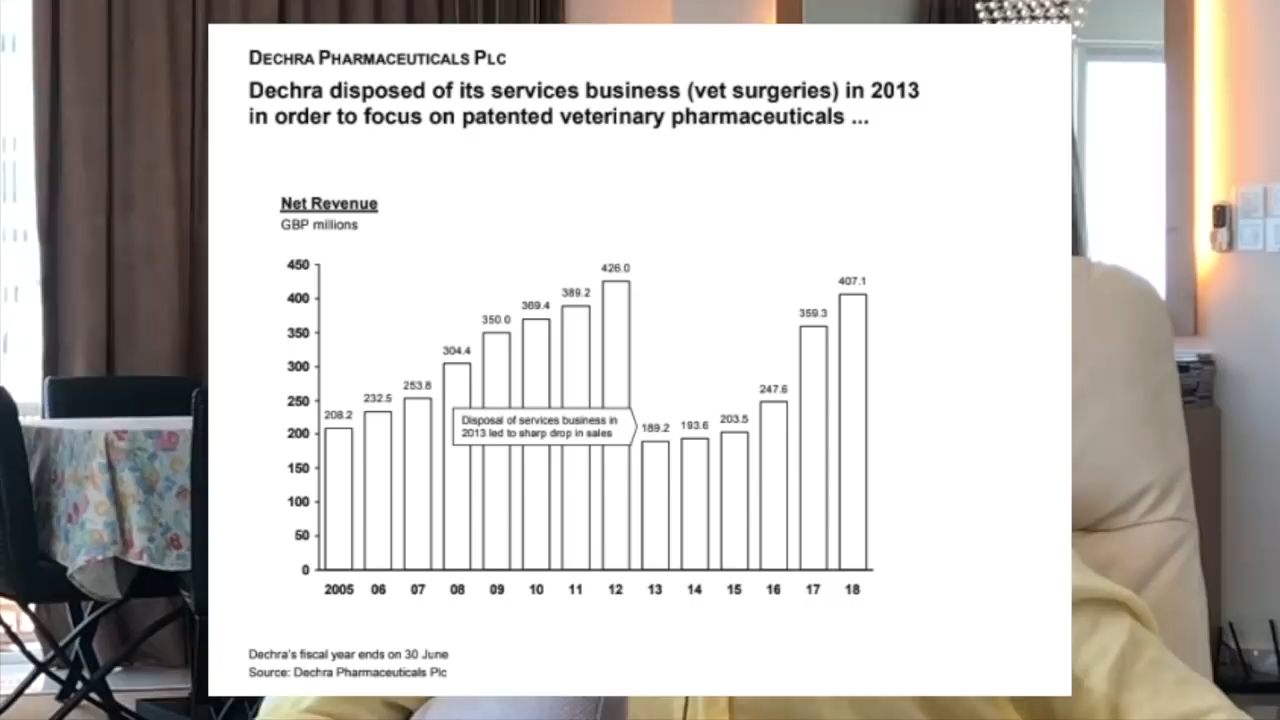 DECHRA PHARMACEUTICALS PLC
Dechra disposed of its services business (vet surgeries) in 2013
in order to focus on patented veterinary pharmaceuticals ...
Net Revenue
GBP millions
450
400
350
300
250
200
150
100
50
0
208.2
232.5
253.8
304.4
350.0
369.4
389.2
426.0
189.2
193.6
203.5
247.6
359.3
407.1
Disposal of services business in
2013 led to sharp drop in sales
2005 06 07 08 09 10 11 12 13 14 15 16 17 18
Dechra's fiscal year ends on 30 June
Source: Dechra Pharmaceuticals Plc